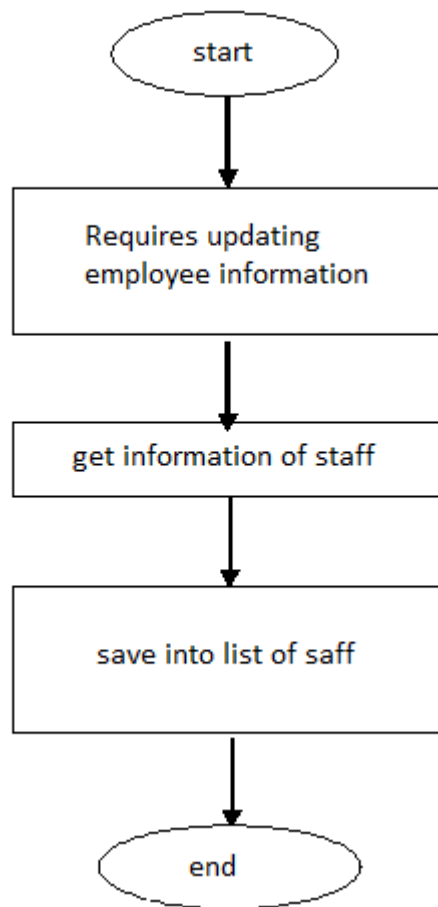 start
Requires updating
employee information
get information of staff
save into list of saff
end